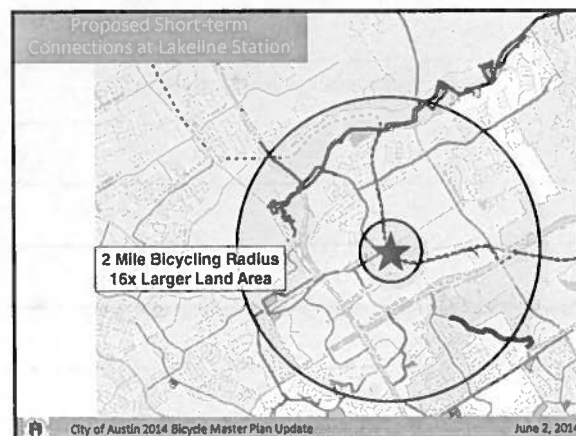 Proposed Short-term
Connections at Lakeline Station
2 Mile Bicycling Radius
16x Larger Land Area
City of Austin 2014 Bicycle Master Plan Update
June 2, 2014